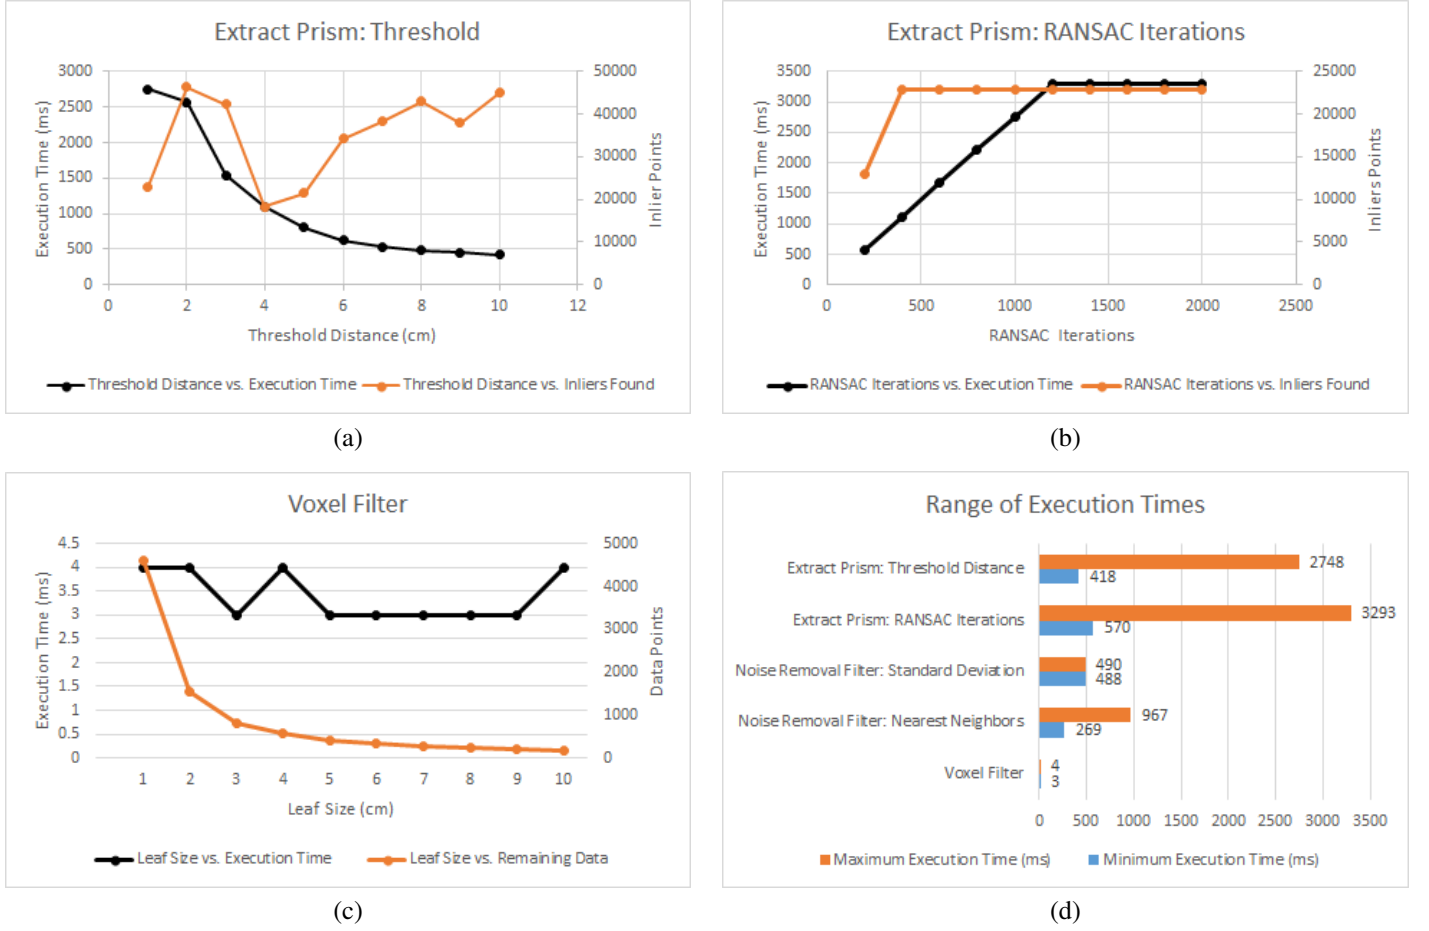 Extract Prism: Threshold
3000
2500
2000
1500
1000
500
0
Execution Time (ms)
50000
40000
30000
20000
10000
0
Inlier Points
0 2 4 6 8 10 12
Threshold Distance (cm)
Threshold Distance vs. Execution Time Threshold Distance vs. Inliers Found
(a)
Extract Prism: RANSAC Iterations
3500
3000
2500
2000
1500
1000
500
0
Execution Time (ms)
25000
20000
15000
10000
5000
0
Inliers Points
0 500 1000 1500 2000 2500
RANSAC Iterations
RANSAC Iterations vs. Execution Time RANSAC Iterations vs. Inliers Found
(b)
Voxel Filter
4.5
4
3.5
3
2.5
2
1.5
1
0.5
0
Execution Time (ms)
5000
4000
3000
2000
1000
0
Data Points
1 2 3 4 5 6 7 8 9 10
Leaf Size (cm)
Leaf Size vs. Execution Time Leaf Size vs. Remaining Data
(c)
Range of Execution Times
Extract Prism: Threshold Distance 2748
418
Extract Prism: RANSAC Iterations 3293
570
Noise Removal Filter: Standard Deviation 490
488
Noise Removal Filter: Nearest Neighbors 967
269
Voxel Filter 4
3
0 500 1000 1500 2000 2500 3000 3500
Maximum Execution Time (ms) Minimum Execution Time (ms)
(d)